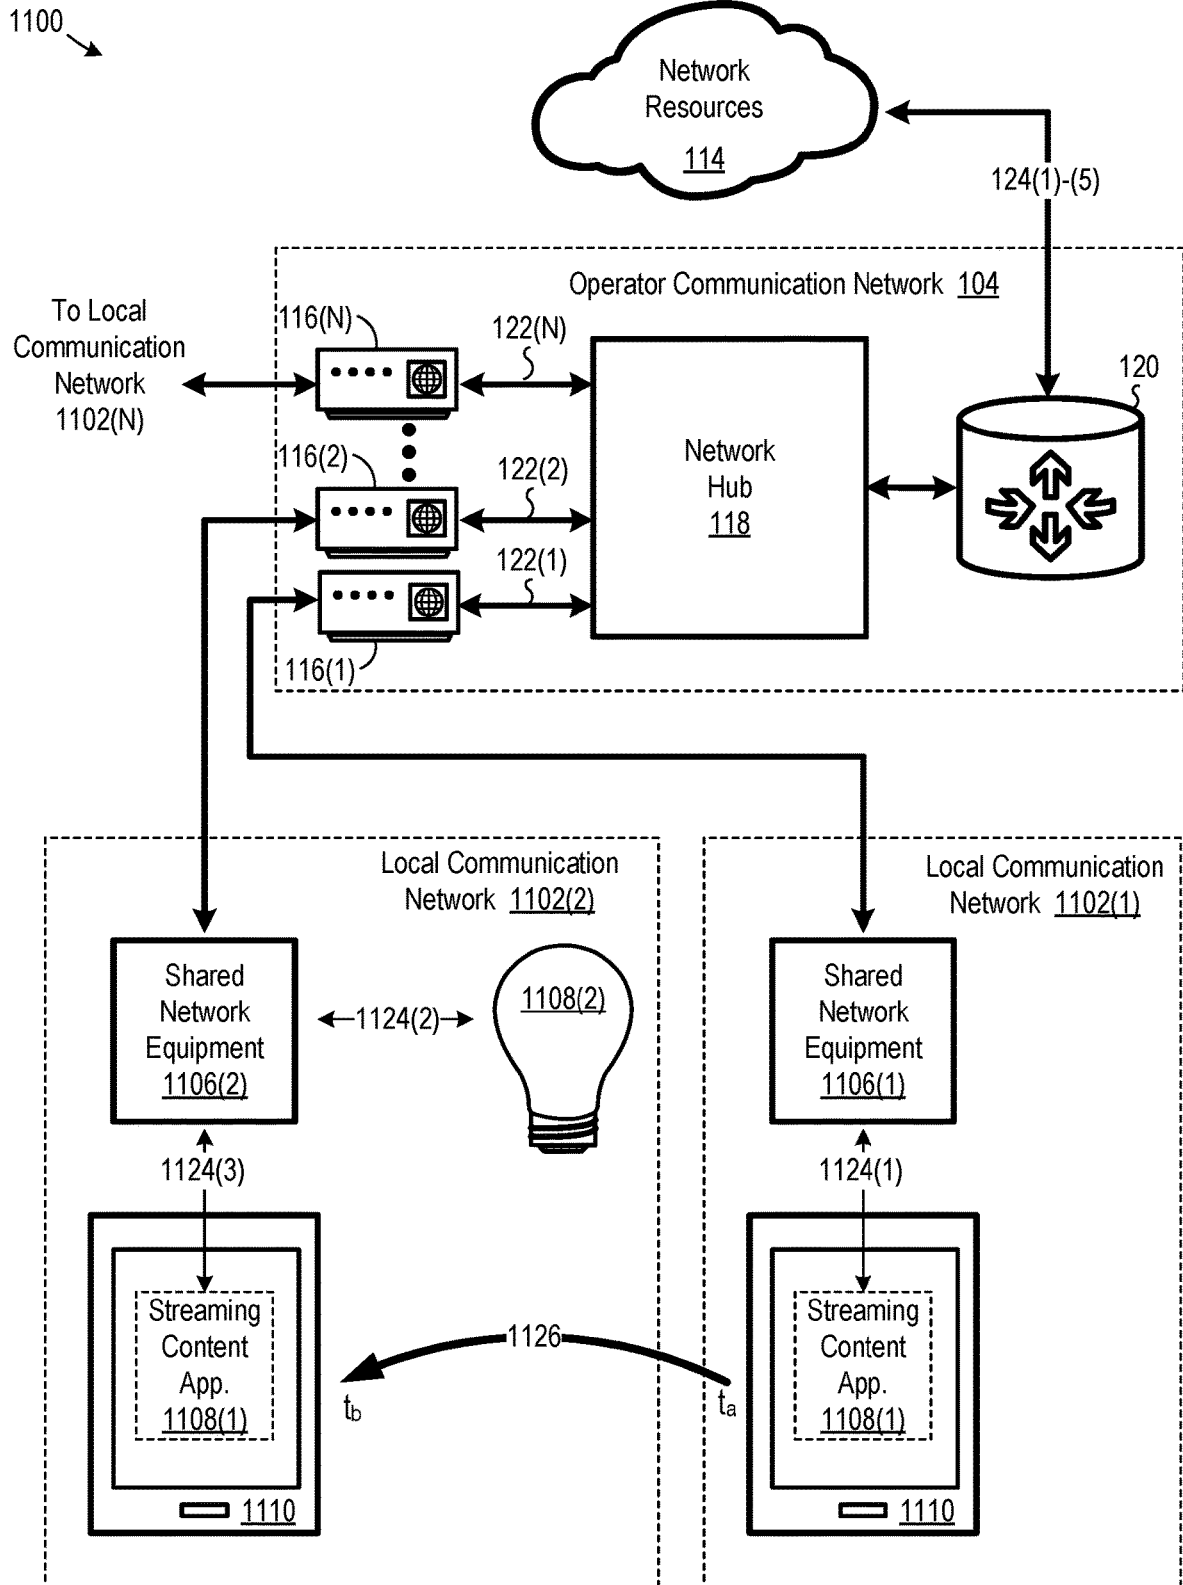 1100
Network
Resources
114
124(1)-(5)
Operator Communication Network 104
To Local
Communication
Network
1102(N)
116(N)
122(N)
120
116(2)
122(2)
Network
Hub
118
122(1)
116(1)
Local Communication
Network 1102(2)
Local Communication
Network 1102(1)
Shared
Network
Equipment
1106(2)
1124(2)
1108(2)
Shared
Network
Equipment
1106(1)
1124(3)
1124(1)
Streaming
Content
App.
1108(1)
1126
tb
ta
Streaming
Content
App.
1108(1)
1110
1110